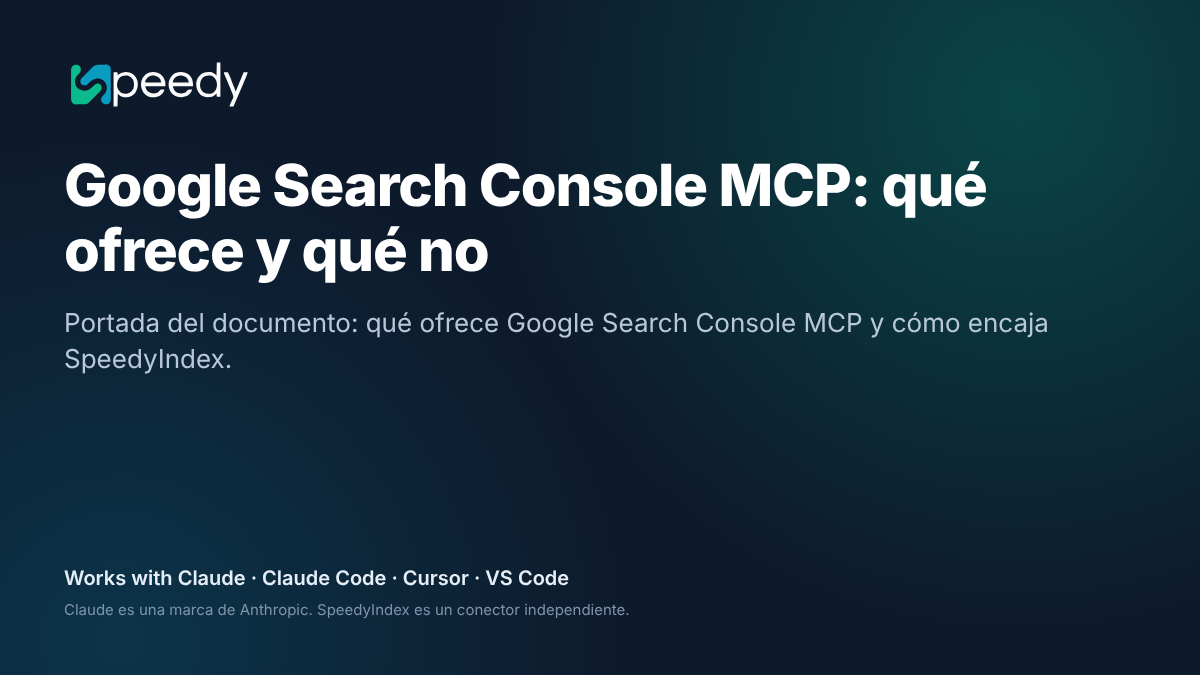 Speedy
Google Search Console MCP: qué
ofrece y qué no
Portada del documento: qué ofrece Google Search Console MCP y cómo encaja
SpeedyIndex.
Works with Claude · Claude Code · Cursor · VS Code
Claude es una marca de Anthropic. SpeedyIndex es un conector independiente.